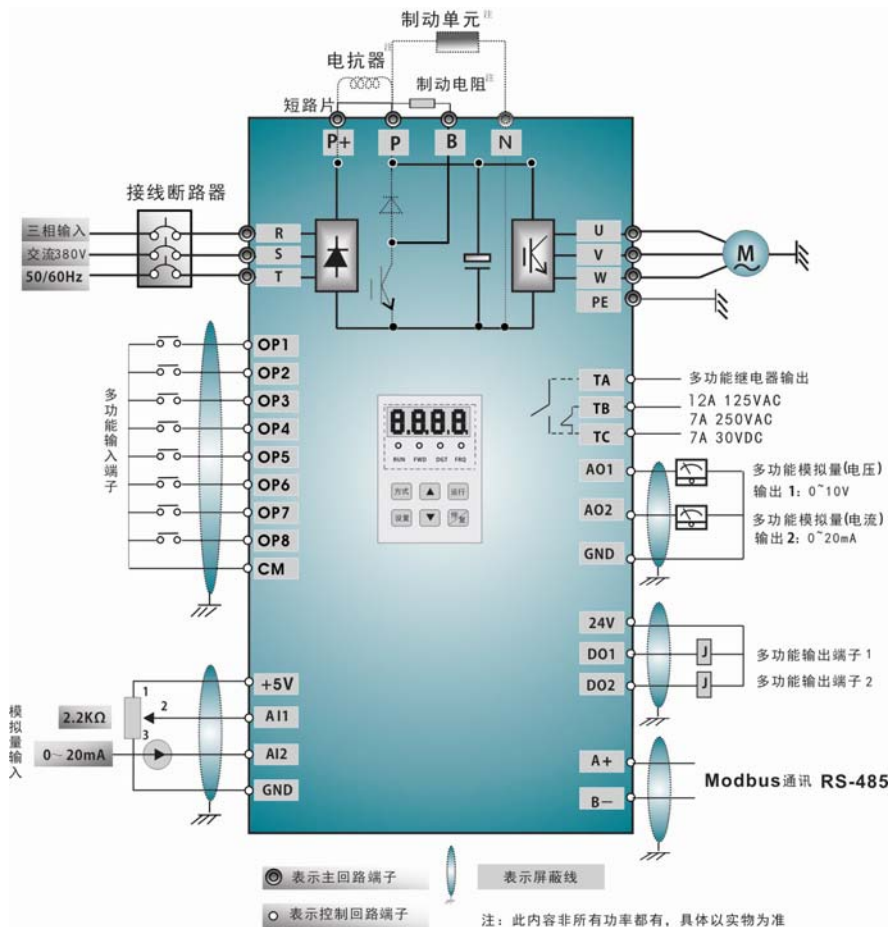 制动单元注
电抗器注
制动电阻注
短路片
P+ P B N
接线断路器
三相输入
交流380V
50/60Hz
R
S
T
U
V
W
PE
M
多功能输入端子
OP1
OP2
OP3
OP4
OP5
OP6
OP7
OP8
CM
8.8.8.8.
RUN FWD DGT FRQ
方式 ▲ 运行
设置 ▼ 停/复
TA
TB
TC
多功能继电器输出
12A 125VAC
7A 250VAC
7A 30VDC
AO1
AO2
GND
多功能模拟量(电压)
输出 1: 0~10V
多功能模拟量(电流)
输出 2: 0~20mA
24V
DO1
DO2
J
J
多功能输出端子 1
多功能输出端子 2
模拟量输入
+5V
AI1
AI2
GND
1
2
3
2.2KΩ
0~20mA
A+
B−
Modbus通讯 RS-485
表示主回路端子
表示屏蔽线
表示控制回路端子
注：此内容非所有功率都有，具体以实物为准